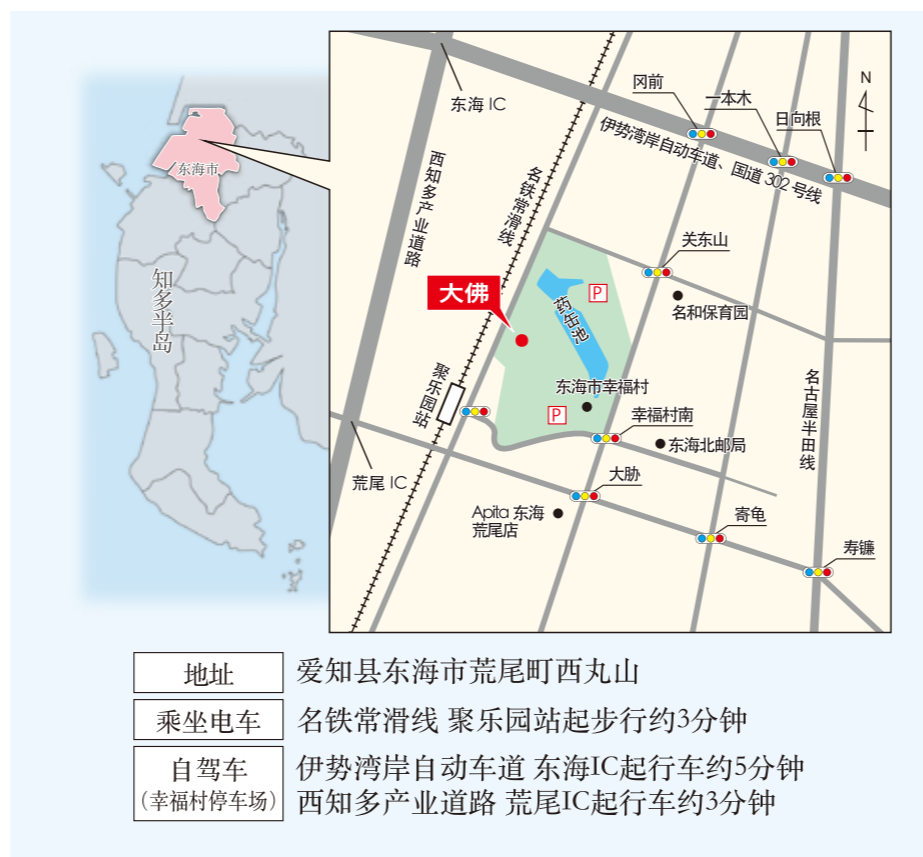 东海市
知多半岛
东海 IC
西知多产业道路
名铁常滑线
冈前
一本木
日向根
N
伊势湾岸自动车道、国道 302 号线
关东山
大佛
药缶池
P
名和保育园
聚乐园站
东海市幸福村
P
幸福村南
东海北邮局
名古屋半田线
荒尾 IC
大胁
Apita 东海
荒尾店
寄龟
寿镰
地址
爱知县东海市荒尾町西丸山
乘坐电车
名铁常滑线 聚乐园站起步行约3分钟
自驾车
(幸福村停车场)
伊势湾岸自动车道 东海IC起行车约5分钟
西知多产业道路 荒尾IC起行车约3分钟